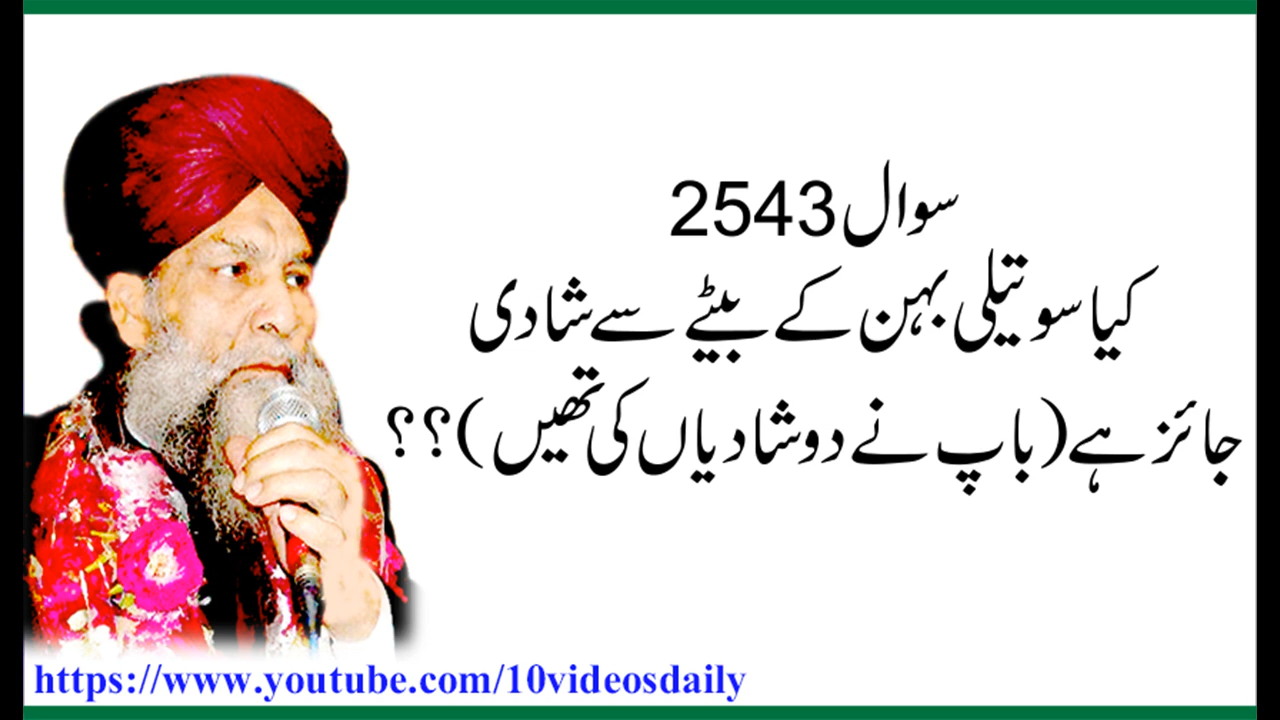 سوال 2543
کیا سوتیلی بہن کے بیٹے سے شادی
جائز ہے (باپ نے دو شادیاں کی تھیں)؟؟
https://www.youtube.com/10videosdaily